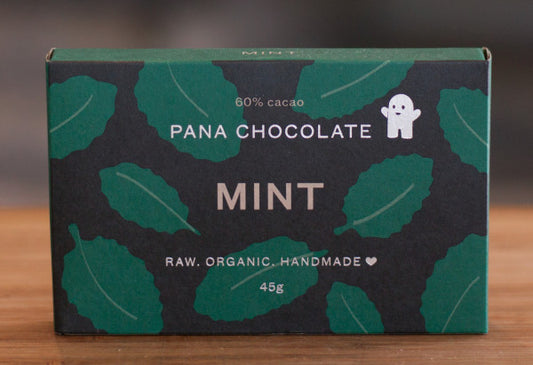 MINT
60% cacao
PANA CHOCOLATE
MINT
RAW. ORGANIC. HANDMADE
45g